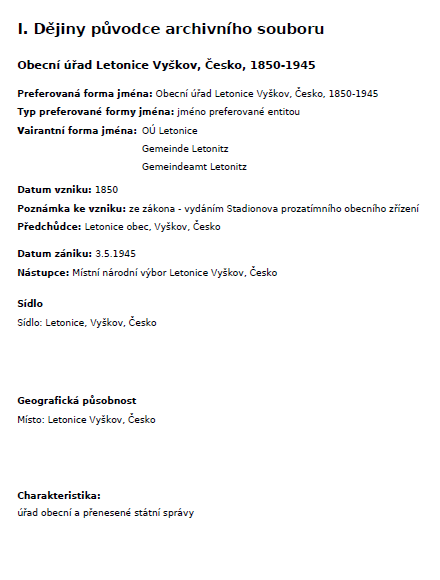 I. Dějiny původce archivního souboru
Obecní úřad Letonice Vyškov, Česko, 1850-1945
Preferovaná forma jména: Obecní úřad Letonice Vyškov, Česko, 1850-1945
Typ preferované formy jména: jméno preferované entitou
Vairantní forma jména: OÚ Letonice
Gemeinde Letonitz
Gemeindeamt Letonitz
Datum vzniku: 1850
Poznámka ke vzniku: ze zákona - vydáním Stadionova prozatímního obecního zřízení
Předchůdce: Letonice obec, Vyškov, Česko
Datum zániku: 3.5.1945
Nástupce: Místní národní výbor Letonice Vyškov, Česko
Sídlo
Sídlo: Letonice, Vyškov, Česko
Geografická působnost
Místo: Letonice Vyškov, Česko
Charakteristika:
úřad obecní a přenesené státní správy